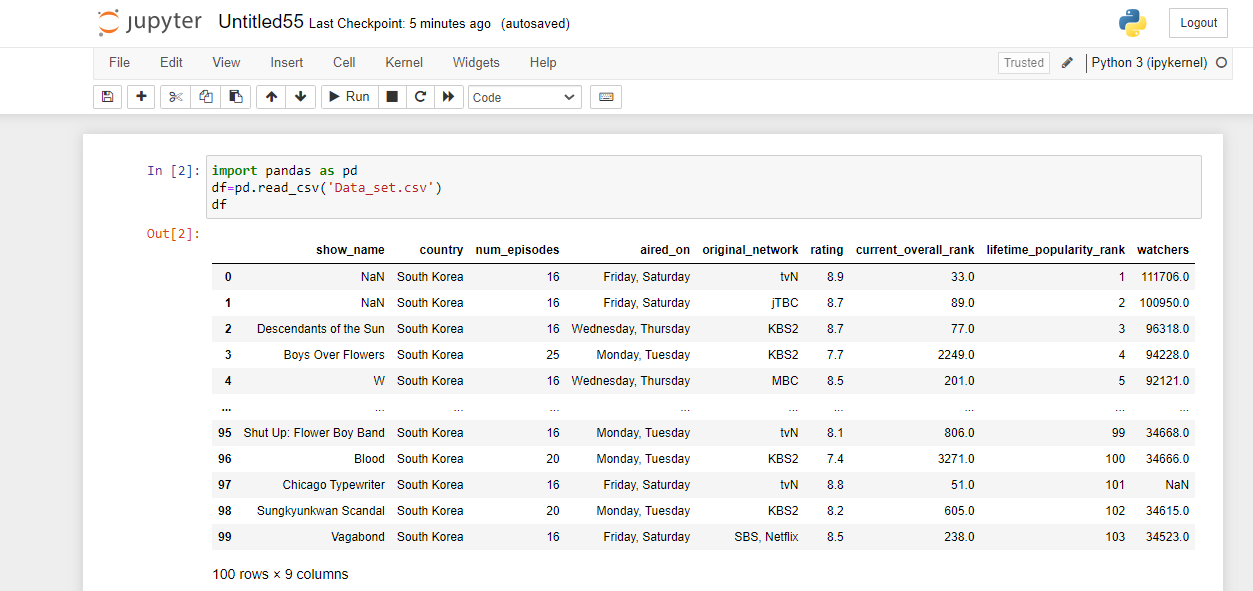 jupyter Untitled55 Last Checkpoint: 5 minutes ago (autosaved) Logout
File Edit View Insert Cell Kernel Widgets Help Trusted Python 3 (ipykernel)
Run Code
In [2]: import pandas as pd
df=pd.read_csv('Data_set.csv')
df
Out[2]:
show_name country num_episodes aired_on original_network rating current_overall_rank lifetime_popularity_rank watchers
0 NaN South Korea 16 Friday, Saturday tvN 8.9 33.0 1 111706.0
1 NaN South Korea 16 Friday, Saturday jTBC 8.7 89.0 2 100950.0
2 Descendants of the Sun South Korea 16 Wednesday, Thursday KBS2 8.7 77.0 3 96318.0
3 Boys Over Flowers South Korea 25 Monday, Tuesday KBS2 7.7 2249.0 4 94228.0
4 W South Korea 16 Wednesday, Thursday MBC 8.5 201.0 5 92121.0
... ... ... ... ... ... ... ... ... ...
95 Shut Up: Flower Boy Band South Korea 16 Monday, Tuesday tvN 8.1 806.0 99 34668.0
96 Blood South Korea 20 Monday, Tuesday KBS2 7.4 3271.0 100 34666.0
97 Chicago Typewriter South Korea 16 Friday, Saturday tvN 8.8 51.0 101 NaN
98 Sungkyunkwan Scandal South Korea 20 Monday, Tuesday KBS2 8.2 605.0 102 34615.0
99 Vagabond South Korea 16 Friday, Saturday SBS, Netflix 8.5 238.0 103 34523.0
100 rows × 9 columns